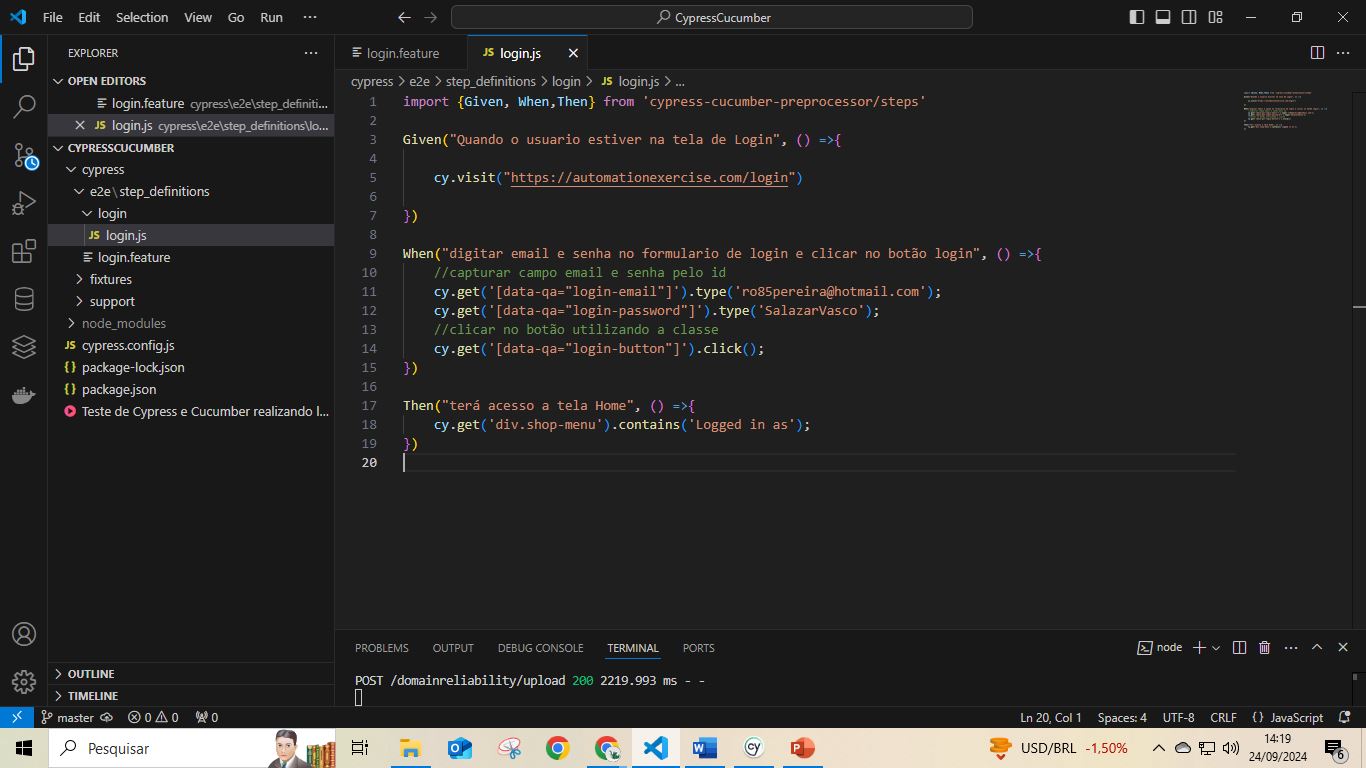 File Edit Selection View Go Run ···
CypressCucumber
EXPLORER
OPEN EDITORS
login.feature cypress\e2e\step_definiti...
JS login.js cypress\e2e\step_definitions\lo...
CYPRESSCUCUMBER
cypress
e2e\step_definitions
login
JS login.js
login.feature
fixtures
support
node_modules
JS cypress.config.js
{} package-lock.json
{} package.json
Teste de Cypress e Cucumber realizando l...
OUTLINE
TIMELINE
login.feature
JS login.js
cypress > e2e > step_definitions > login > JS login.js > ...
1 import {Given, When,Then} from 'cypress-cucumber-preprocessor/steps'
2
3 Given("Quando o usuario estiver na tela de Login", () =>{
4
5 cy.visit("https://automationexercise.com/login")
6
7 })
8
9 When("digitar email e senha no formulario de login e clicar no botão login", () =>{
10 //capturar campo email e senha pelo id
11 cy.get('[data-qa="login-email"]').type('ro85pereira@hotmail.com');
12 cy.get('[data-qa="login-password"]').type('SalazarVasco');
13 //clicar no botão utilizando a classe
14 cy.get('[data-qa="login-button"]').click();
15 })
16
17 Then("terá acesso a tela Home", () =>{
18 cy.get('div.shop-menu').contains('Logged in as');
19 })
20
PROBLEMS OUTPUT DEBUG CONSOLE TERMINAL PORTS
node
POST /domainreliability/upload 200 2219.993 ms - -
master 0 0 0
Ln 20, Col 1 Spaces: 4 UTF-8 CRLF {} JavaScript
Pesquisar
USD/BRL -1,50%
14:19
24/09/2024
6